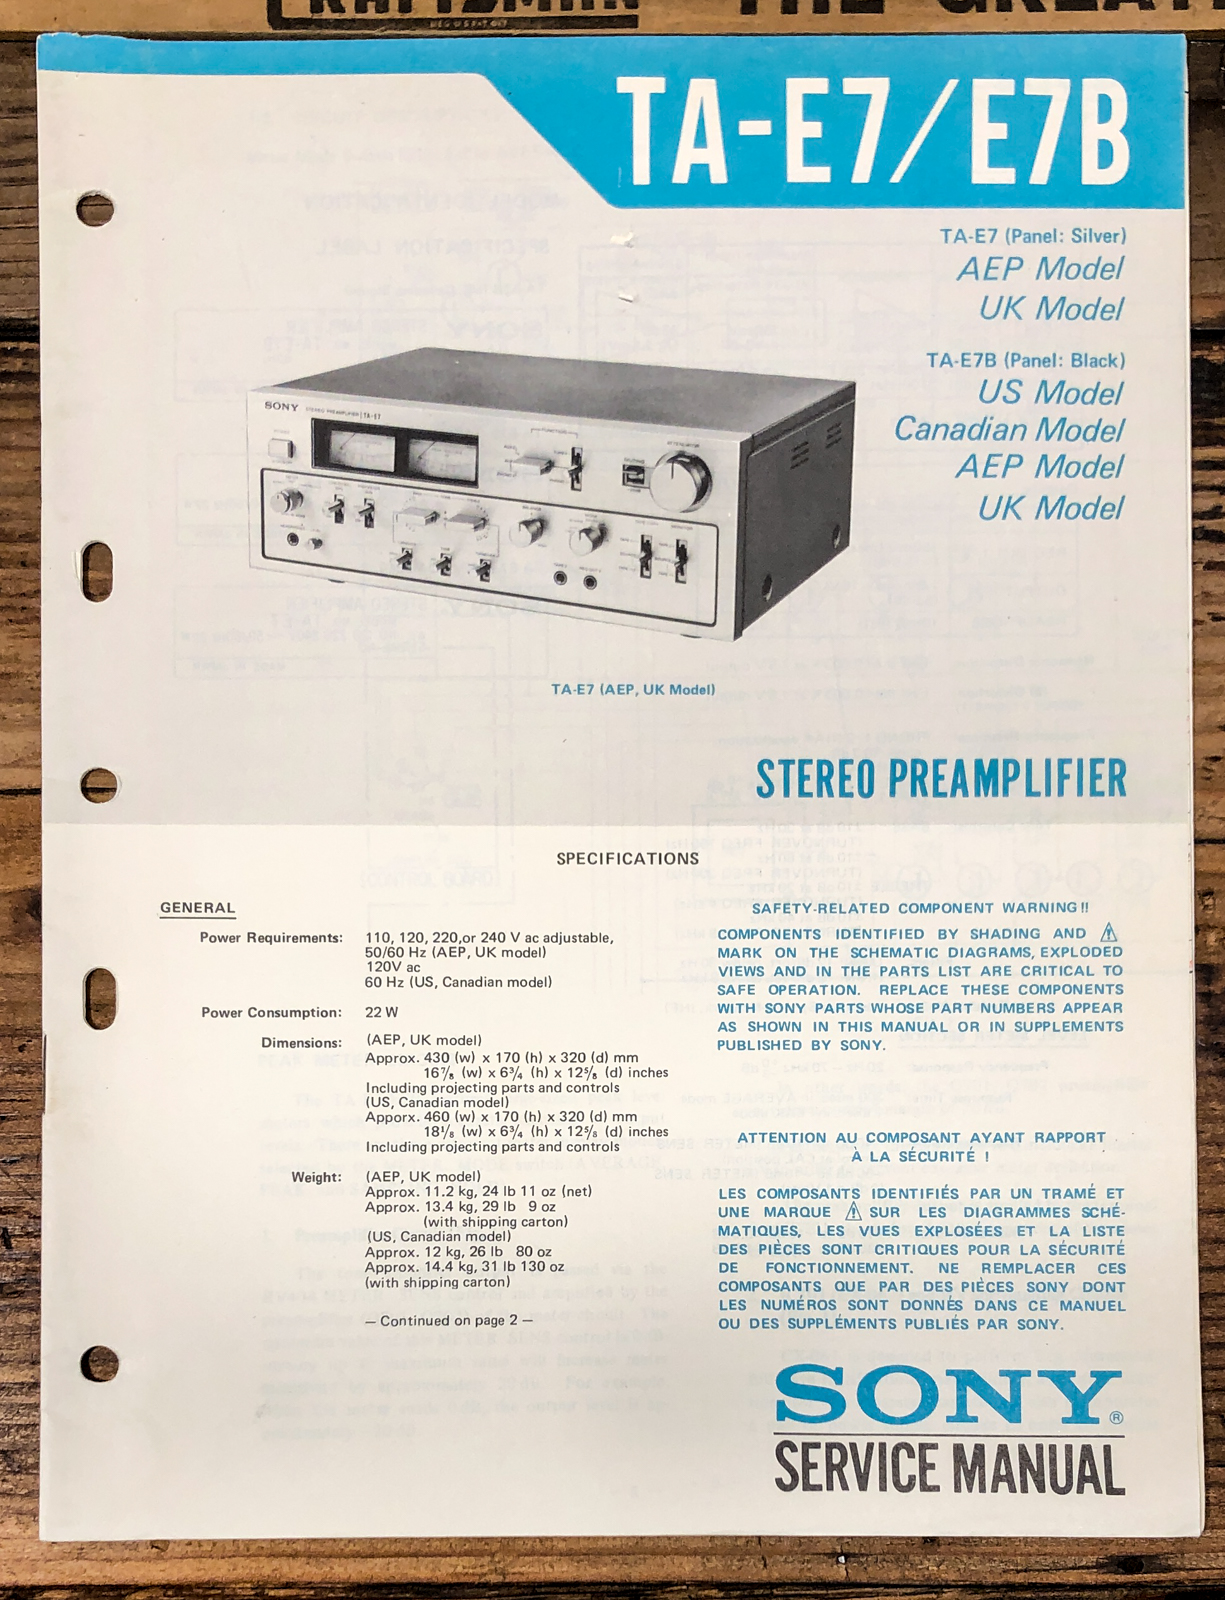 TA-E7/E7B
TA-E7 (Panel: Silver)
AEP Model
UK Model
TA-E7B (Panel: Black)
US Model
Canadian Model
AEP Model
UK Model
SONY STEREO PREAMPLIFIER | TA-E7
TA-E7 (AEP, UK Model)
STEREO PREAMPLIFIER
SPECIFICATIONS
GENERAL
Power Requirements: 110, 120, 220,or 240 V ac adjustable,
50/60 Hz (AEP, UK model)
120V ac
60 Hz (US, Canadian model)
Power Consumption: 22 W
Dimensions: (AEP, UK model)
Approx. 430 (w) x 170 (h) x 320 (d) mm
16⅞ (w) x 6¾ (h) x 12⅝ (d) inches
Including projecting parts and controls
(US, Canadian model)
Apporx. 460 (w) x 170 (h) x 320 (d) mm
18⅛ (w) x 6¾ (h) x 12⅝ (d) inches
Including projecting parts and controls
Weight: (AEP, UK model)
Approx. 11.2 kg, 24 lb 11 oz (net)
Approx. 13.4 kg, 29 lb 9 oz
(with shipping carton)
(US, Canadian model)
Approx. 12 kg, 26 lb 80 oz
Approx. 14.4 kg, 31 lb 130 oz
(with shipping carton)
— Continued on page 2 —
SAFETY-RELATED COMPONENT WARNING!!
COMPONENTS IDENTIFIED BY SHADING AND ⚠
MARK ON THE SCHEMATIC DIAGRAMS, EXPLODED
VIEWS AND IN THE PARTS LIST ARE CRITICAL TO
SAFE OPERATION. REPLACE THESE COMPONENTS
WITH SONY PARTS WHOSE PART NUMBERS APPEAR
AS SHOWN IN THIS MANUAL OR IN SUPPLEMENTS
PUBLISHED BY SONY.
ATTENTION AU COMPOSANT AYANT RAPPORT
À LA SÉCURITÉ !
LES COMPOSANTS IDENTIFIÉS PAR UN TRAMÉ ET
UNE MARQUE ⚠ SUR LES DIAGRAMMES SCHÉ-
MATIQUES, LES VUES EXPLOSÉES ET LA LISTE
DES PIÈCES SONT CRITIQUES POUR LA SÉCURITÉ
DE FONCTIONNEMENT. NE REMPLACER CES
COMPOSANTS QUE PAR DES PIÈCES SONY DONT
LES NUMÉROS SONT DONNÉS DANS CE MANUEL
OU DES SUPPLÉMENTS PUBLIÉS PAR SONY.
SONY®
SERVICE MANUAL